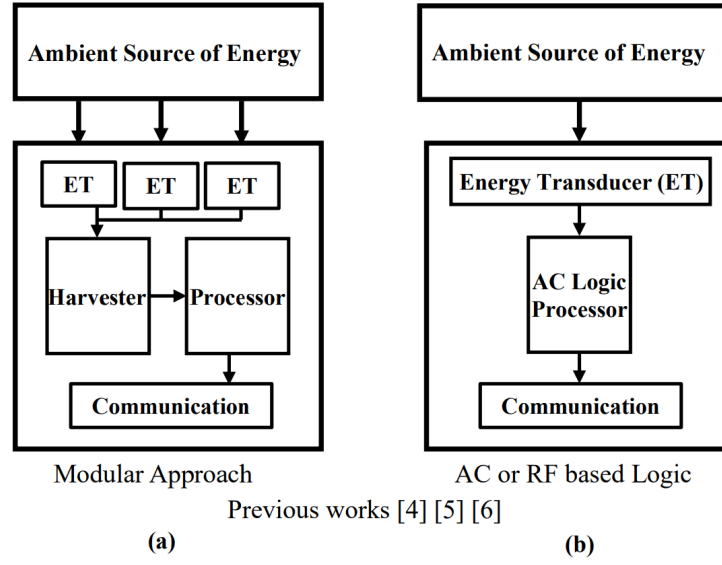 Ambient Source of Energy
ET
ET
ET
Harvester
Processor
Communication
Modular Approach
Ambient Source of Energy
Energy Transducer (ET)
AC Logic
Processor
Communication
AC or RF based Logic
Previous works [4] [5] [6]
(a)
(b)